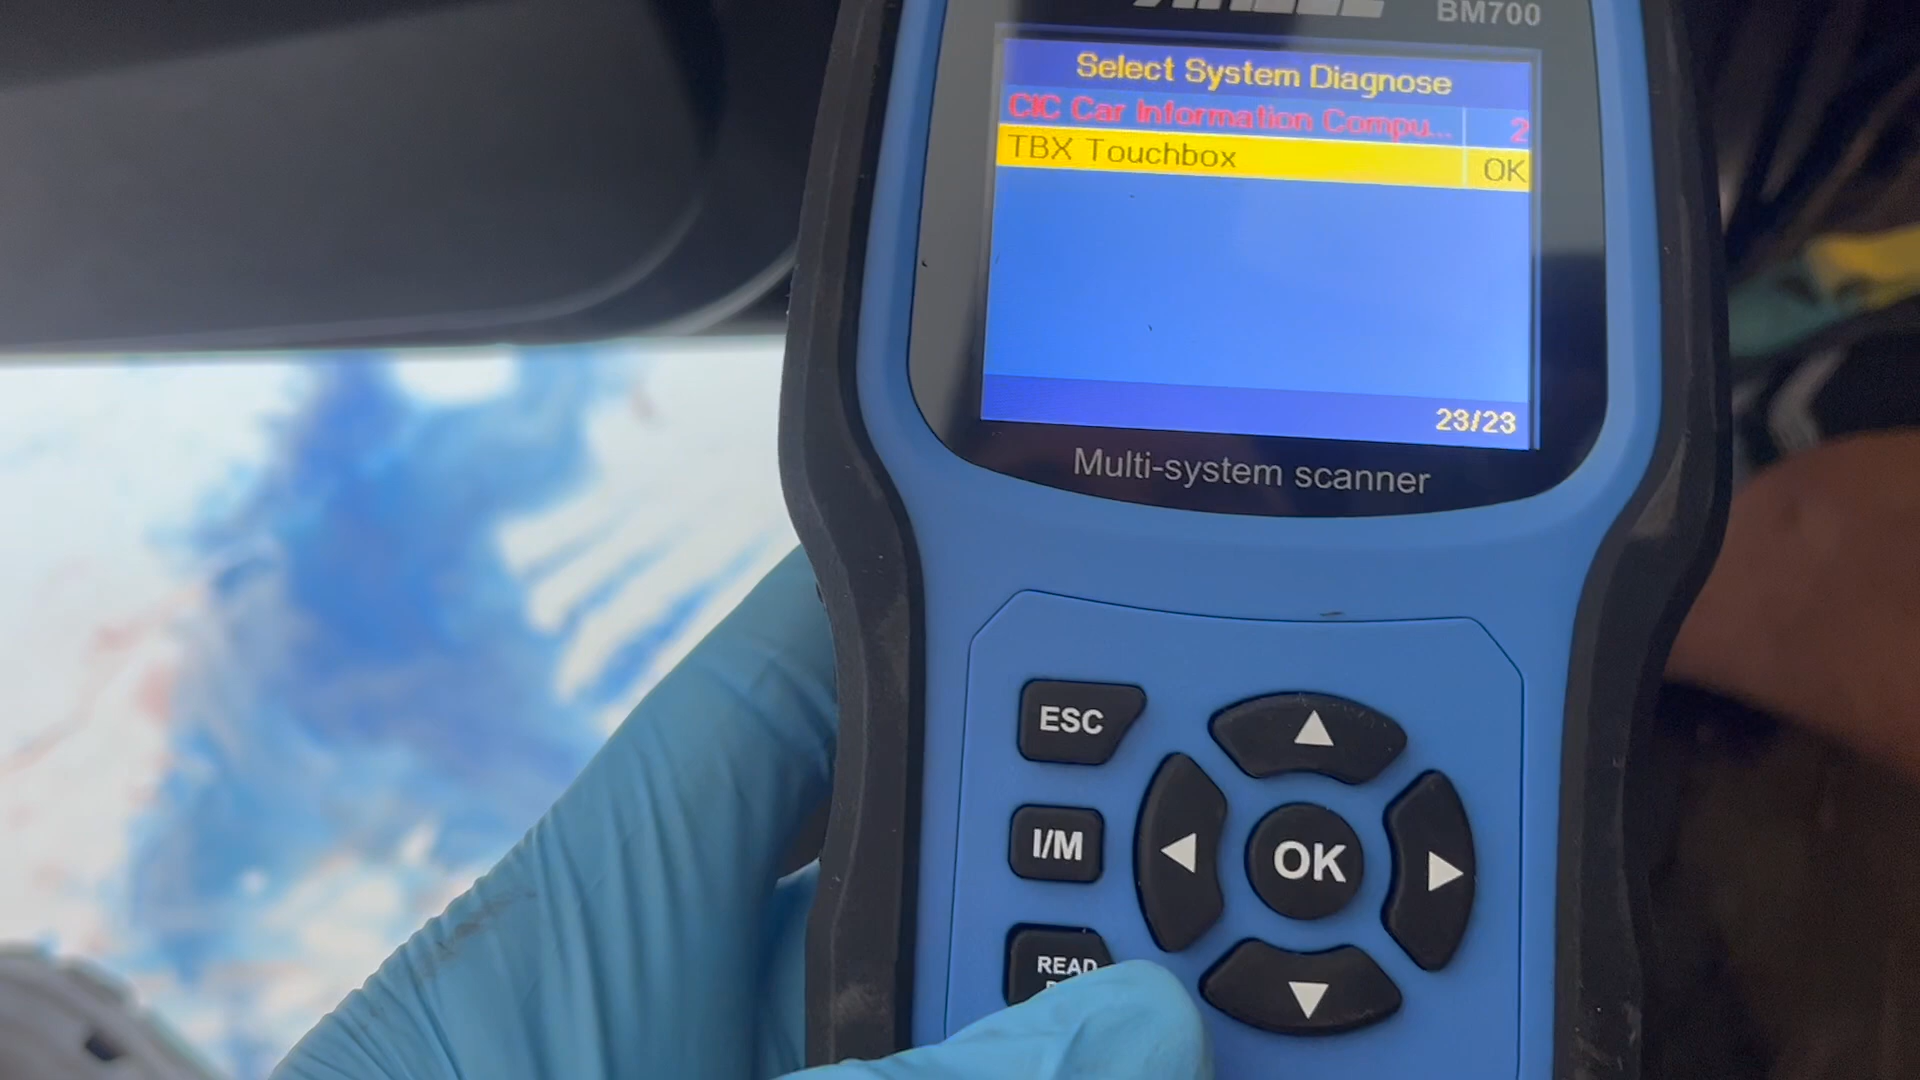 BM700
Select System Diagnose
CIC Car Information Compu... 2
TBX Touchbox OK
23/23
Multi-system scanner
ESC
I/M
OK
READ